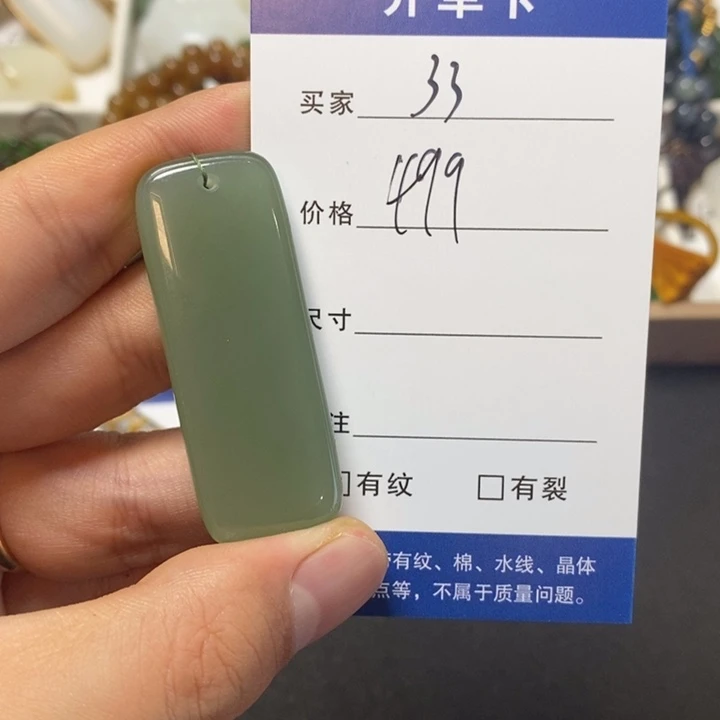 买家 33
价格 499
尺寸
注
有纹 有裂
有纹、棉、水线、晶体
点等，不属于质量问题。